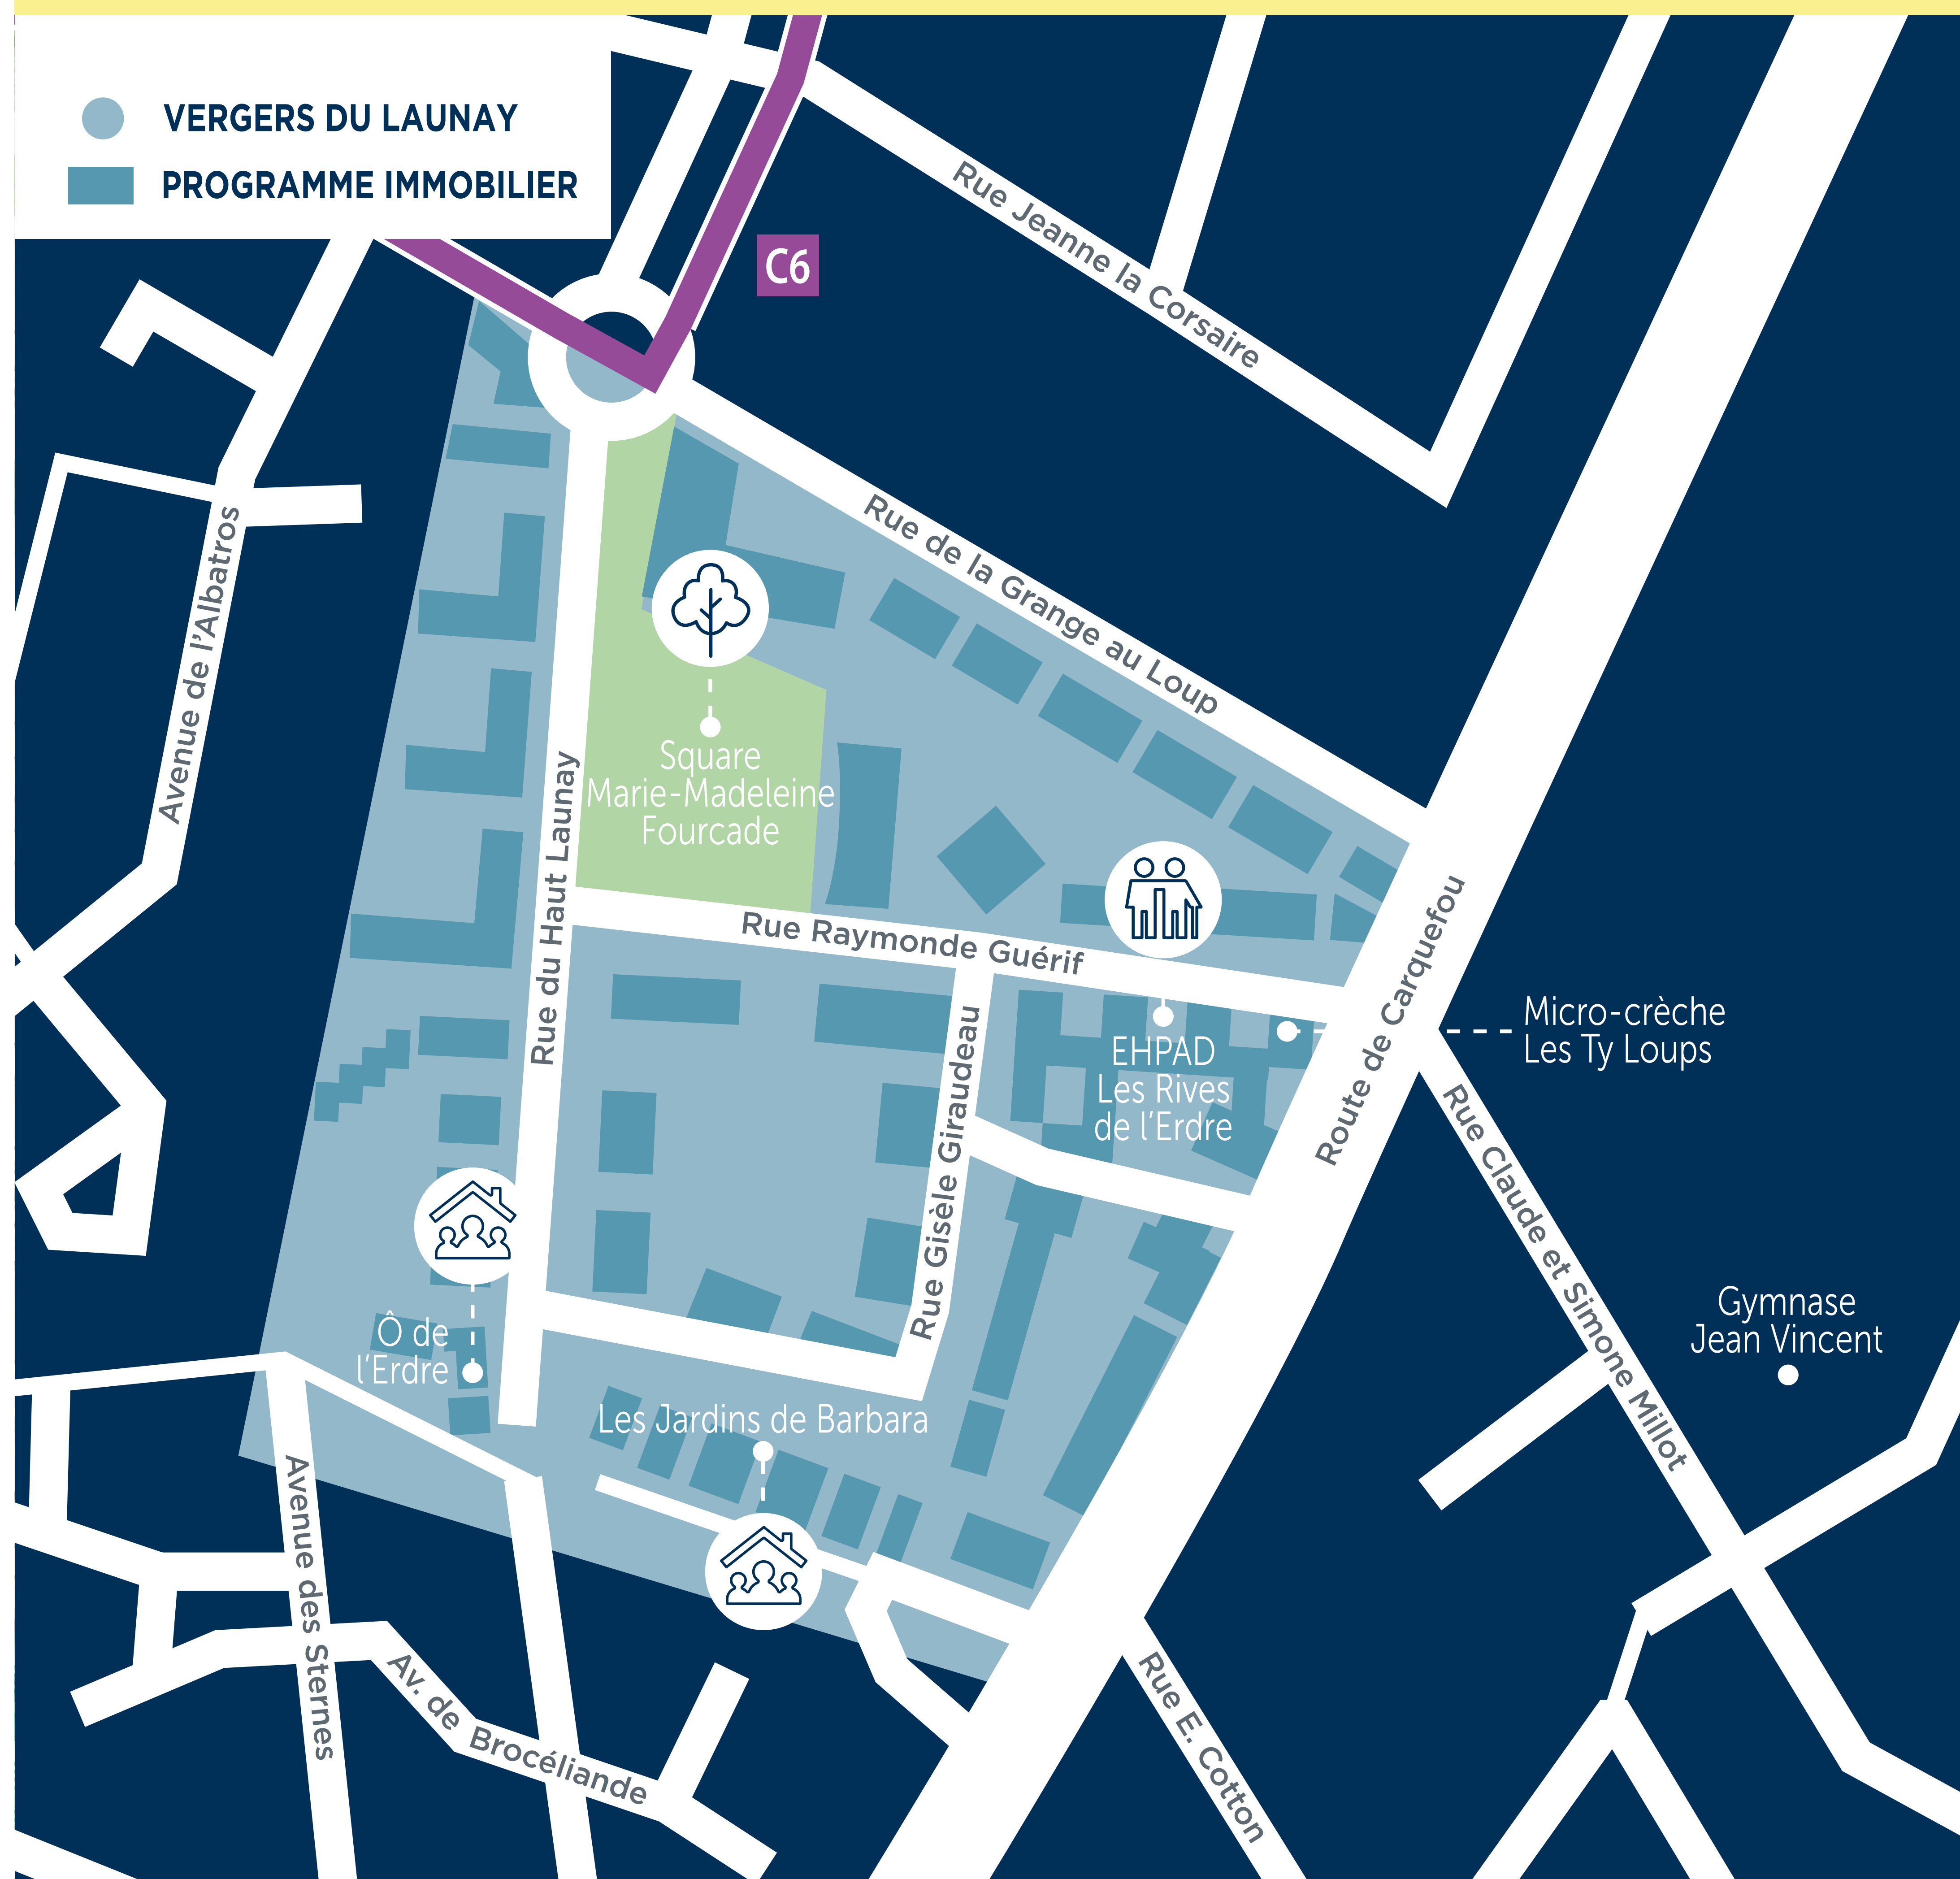 VERGERS DU LAUNAY
PROGRAMME IMMOBILIER
C6
Rue Jeanne la Corsaire
Rue de la Grange au Loup
Avenue de l'Albatros
Square
Marie-Madeleine
Fourcade
Rue du Haut Launay
Rue Raymonde Guérif
Route de Carquefou
Micro-crèche
Les Ty Loups
EHPAD
Les Rives
de l'Erdre
Rue Gisèle Giraudeau
Rue Claude et Simone Millot
Gymnase
Jean Vincent
Ô de
l'Erdre
Les Jardins de Barbara
Avenue des Sternes
Av. de Brocéliande
Rue E. Cotton